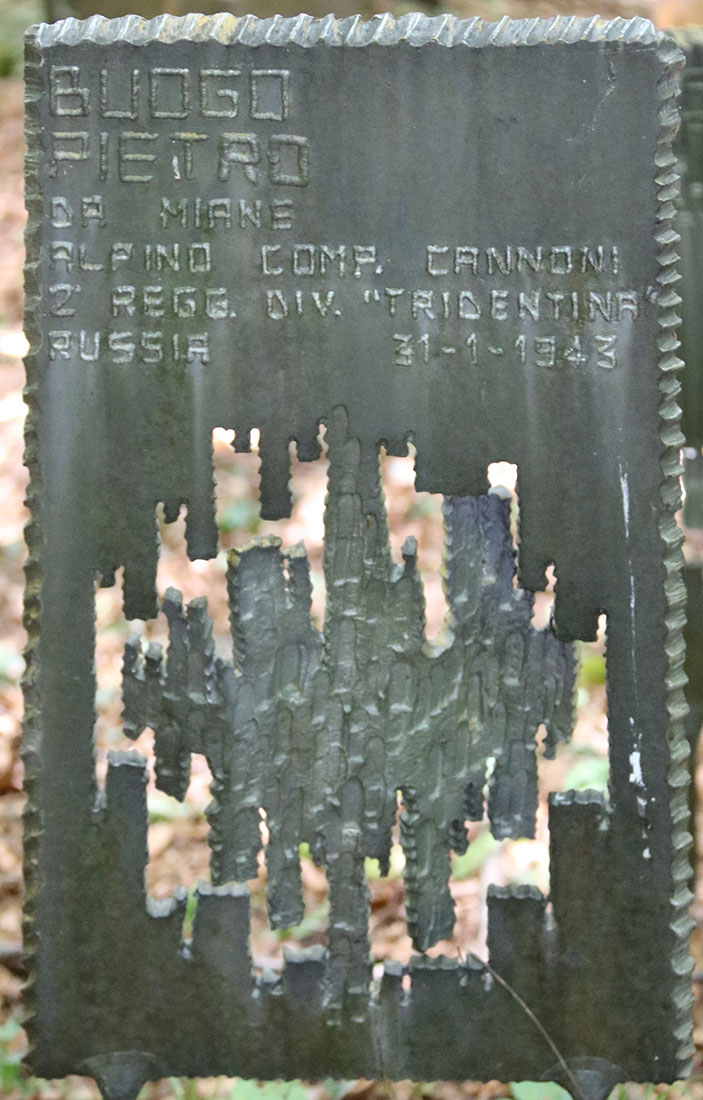 BUOGO
PIETRO
DA MIANE
ALPINO COMP. CANNONI
2° REGG. DIV. "TRIDENTINA"
RUSSIA 31-1-1943